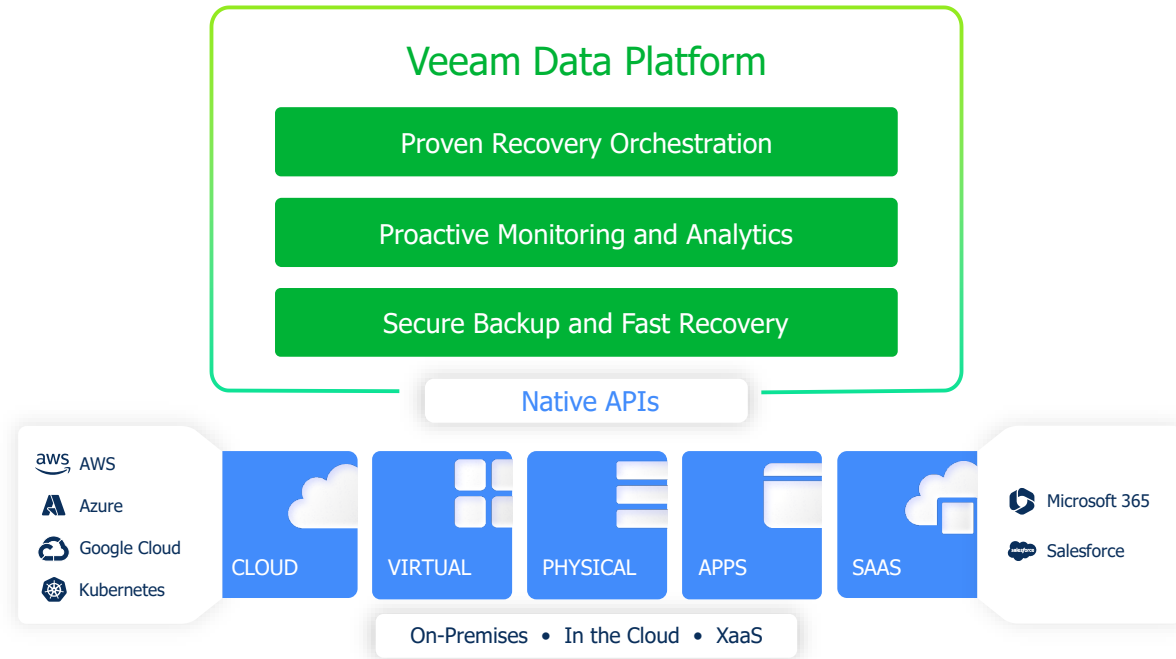 Veeam Data Platform
Proven Recovery Orchestration
Proactive Monitoring and Analytics
Secure Backup and Fast Recovery
Native APIs
aws AWS
Azure
Google Cloud
Kubernetes
CLOUD
VIRTUAL
PHYSICAL
APPS
SAAS
Microsoft 365
salesforce Salesforce
On-Premises • In the Cloud • XaaS